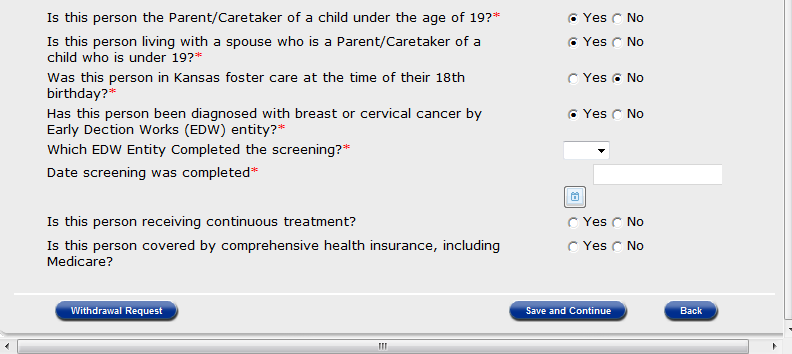 Is this person the Parent/Caretaker of a child under the age of 19?* Yes No
Is this person living with a spouse who is a Parent/Caretaker of a Yes No
child who is under 19?*
Was this person in Kansas foster care at the time of their 18th Yes No
birthday?*
Has this person been diagnosed with breast or cervical cancer by Yes No
Early Dection Works (EDW) entity?*
Which EDW Entity Completed the screening?*
Date screening was completed*
Is this person receiving continuous treatment? Yes No
Is this person covered by comprehensive health insurance, including Yes No
Medicare?
Withdrawal Request Save and Continue Back